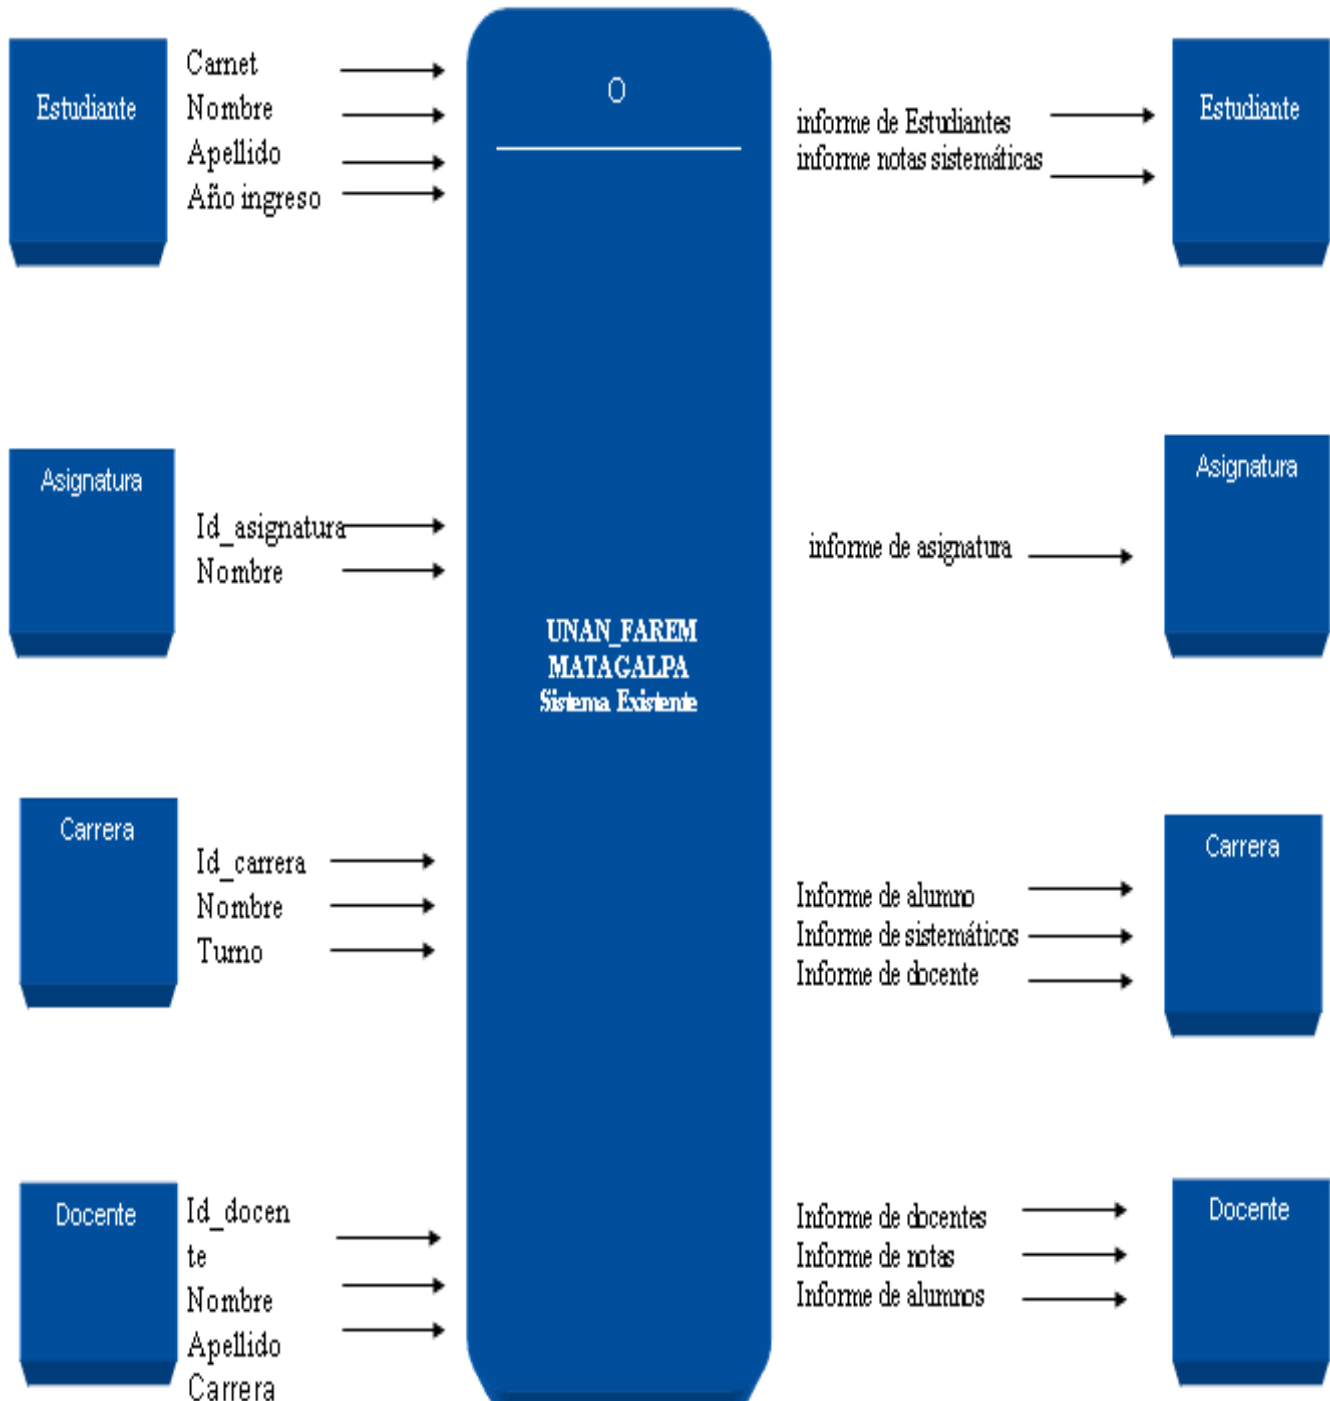 Estudiante
Carnet
Nombre
Apellido
Año ingreso
O
informe de Estudiantes
informe notas sistemáticas
Estudiante
Asignatura
Id_asignatura
Nombre
UNAN_FAREM
MATAGALPA
Sistema Existente
informe de asignatura
Asignatura
Carrera
Id_carrera
Nombre
Turno
Informe de alumno
Informe de sistemáticos
Informe de docente
Carrera
Docente
Id_docen
te
Nombre
Apellido
Carrera
Informe de docentes
Informe de notas
Informe de alumnos
Docente